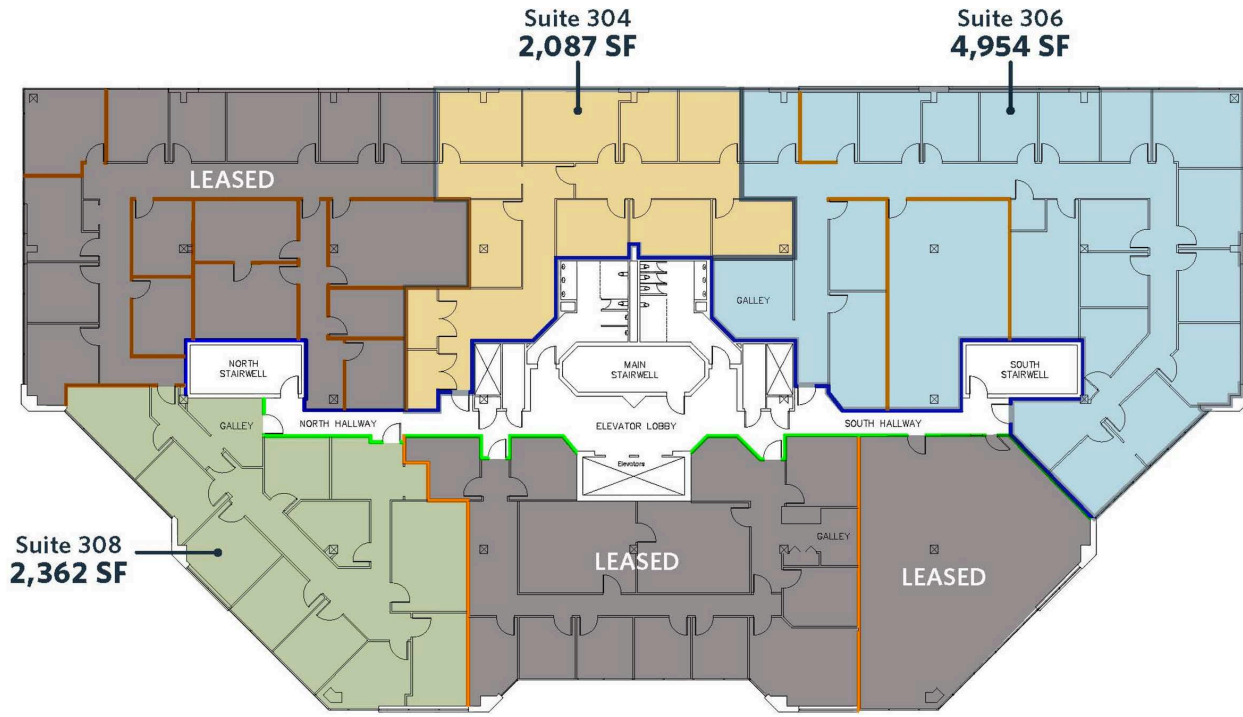 Suite 304
2,087 SF
Suite 306
4,954 SF
LEASED
GALLEY
NORTH
STAIRWELL
MAIN
STAIRWELL
SOUTH
STAIRWELL
GALLEY
NORTH HALLWAY
ELEVATOR LOBBY
SOUTH HALLWAY
Elevators
Suite 308
2,362 SF
LEASED
GALLEY
LEASED